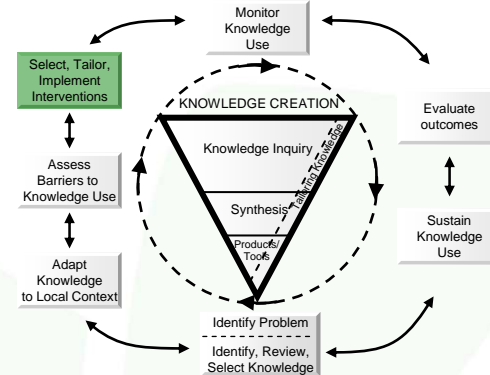 Monitor
Knowledge
Use
Select, Tailor,
Implement
Interventions
KNOWLEDGE CREATION
Evaluate
outcomes
Knowledge Inquiry
Tailoring Knowledge
Assess
Barriers to
Knowledge Use
Synthesis
Sustain
Knowledge
Use
Products/
Tools
Adapt
Knowledge
to Local Context
Identify Problem
Identify, Review,
Select Knowledge